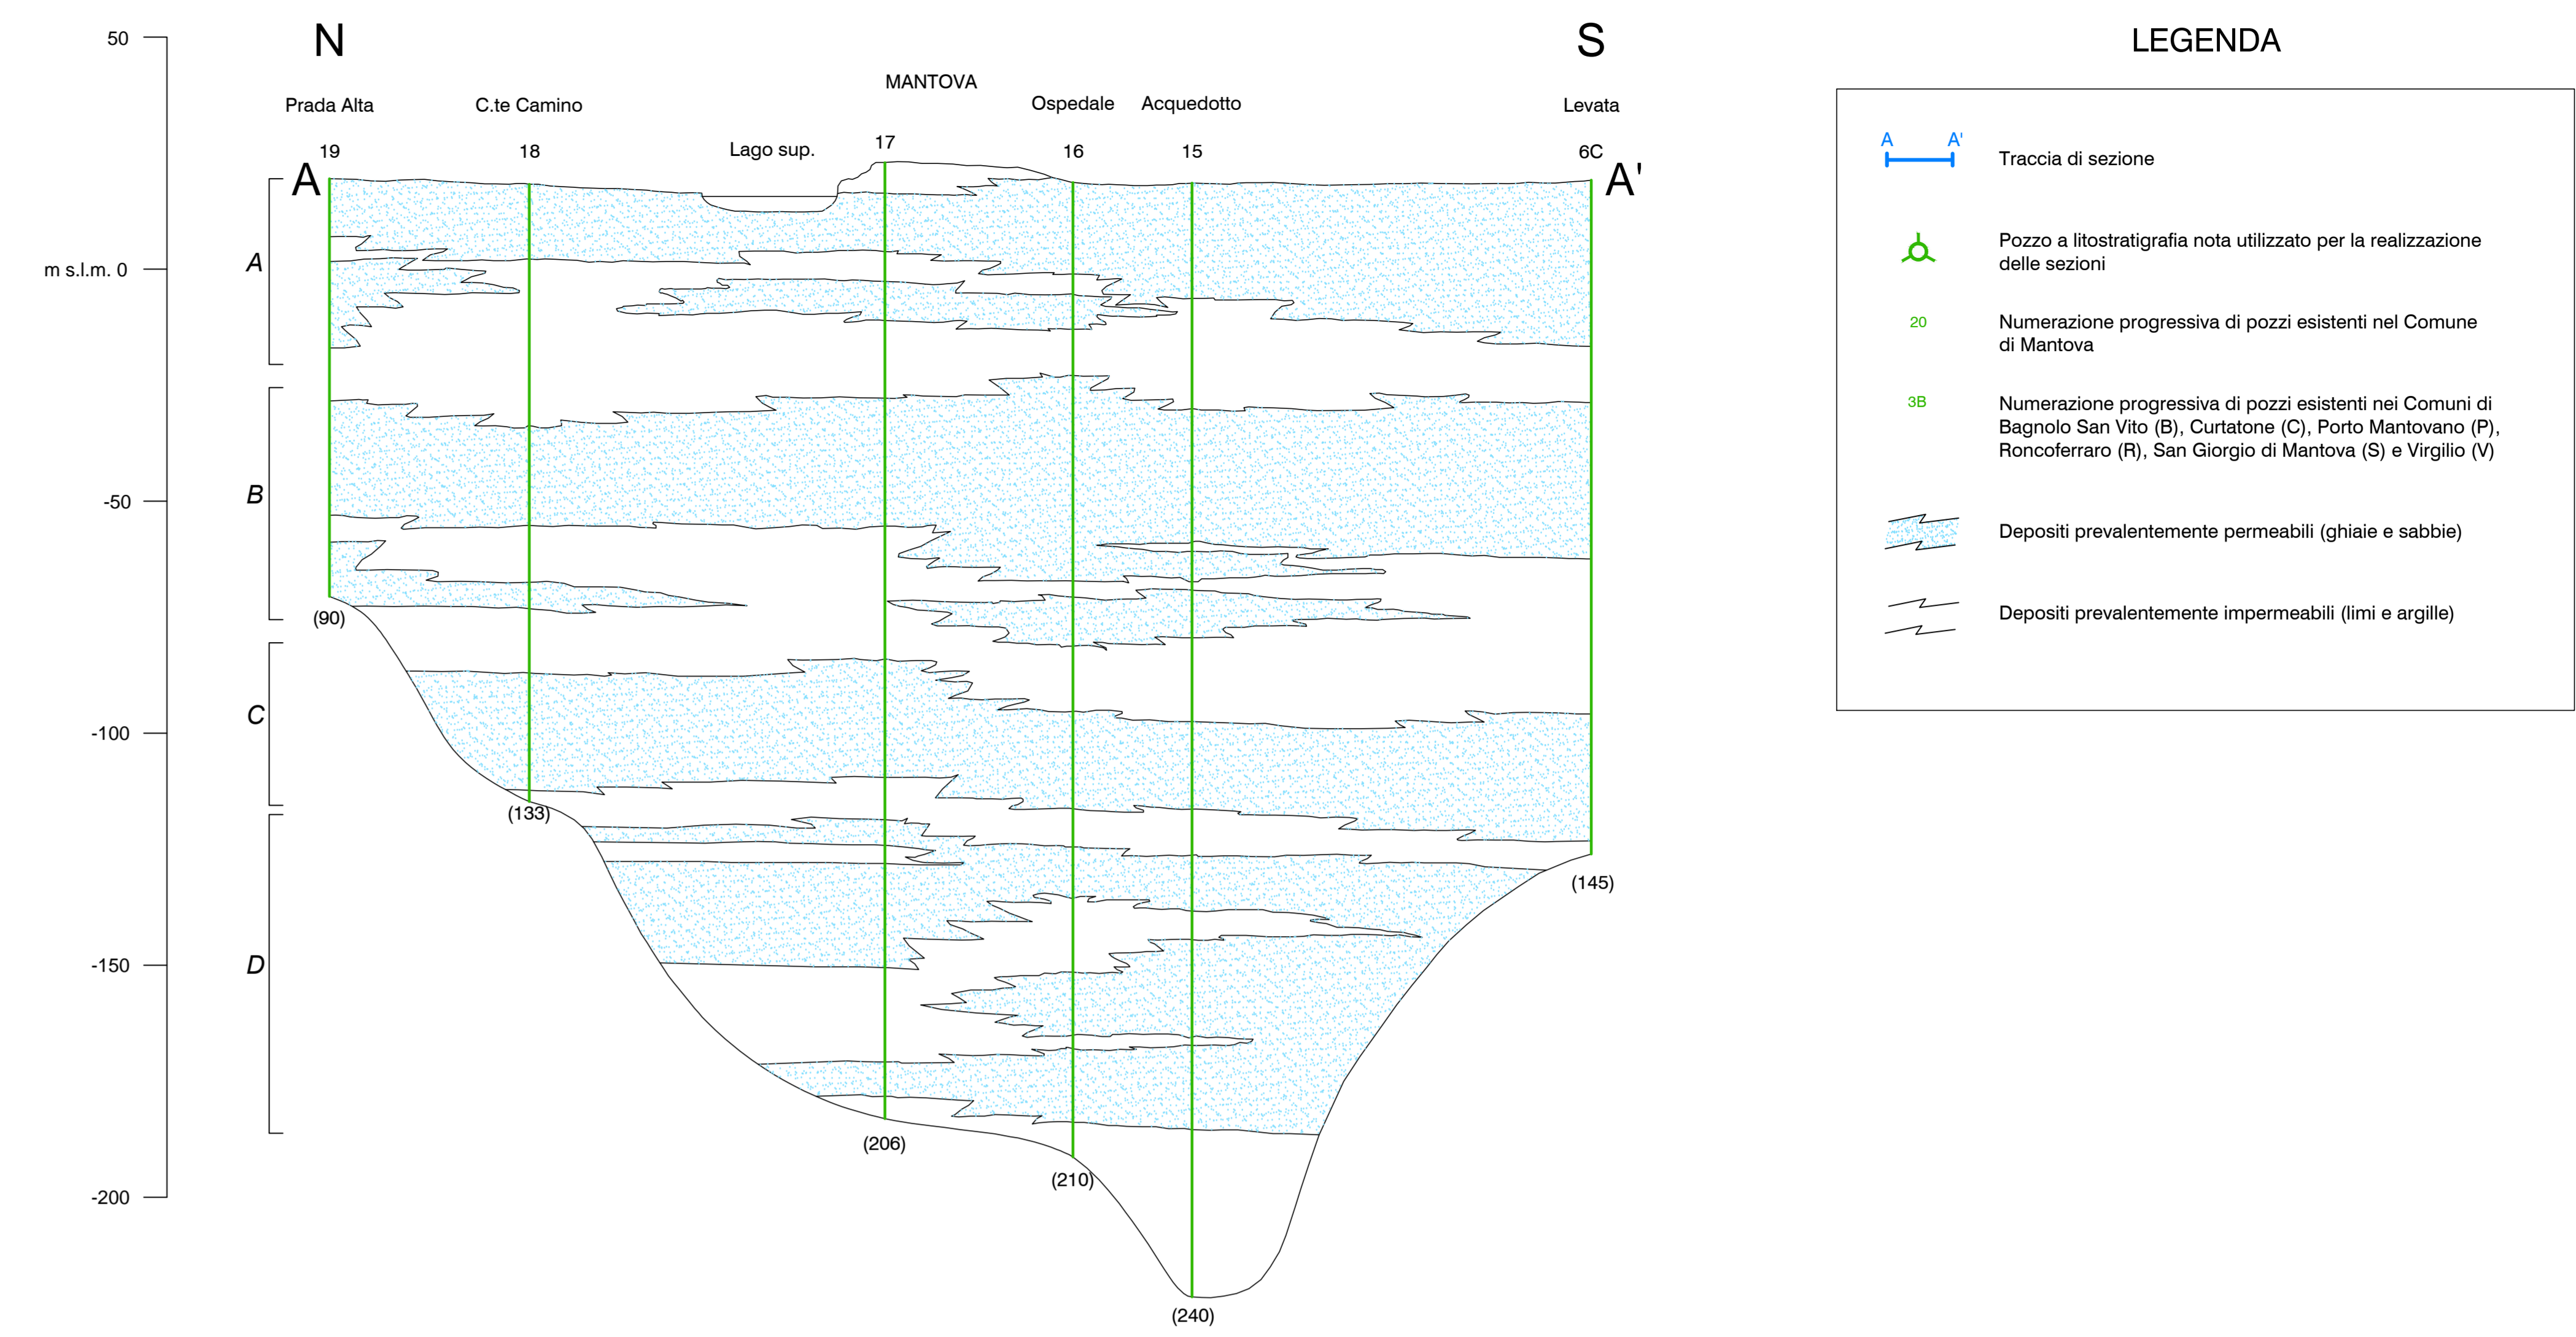 N
S
LEGENDA
50
MANTOVA
Prada Alta
C.te Camino
Ospedale
Acquedotto
Levata
19
18
Lago sup.
17
16
15
6C
A
A'
A
m s.l.m. 0
B
-50
(90)
C
-100
(133)
(145)
D
-150
(206)
(210)
-200
(240)
A
A'
Traccia di sezione
Pozzo a litostratigrafia nota utilizzato per la realizzazione
delle sezioni
20
Numerazione progressiva di pozzi esistenti nel Comune
di Mantova
3B
Numerazione progressiva di pozzi esistenti nei Comuni di
Bagnolo San Vito (B), Curtatone (C), Porto Mantovano (P),
Roncoferraro (R), San Giorgio di Mantova (S) e Virgilio (V)
Depositi prevalentemente permeabili (ghiaie e sabbie)
Depositi prevalentemente impermeabili (limi e argille)